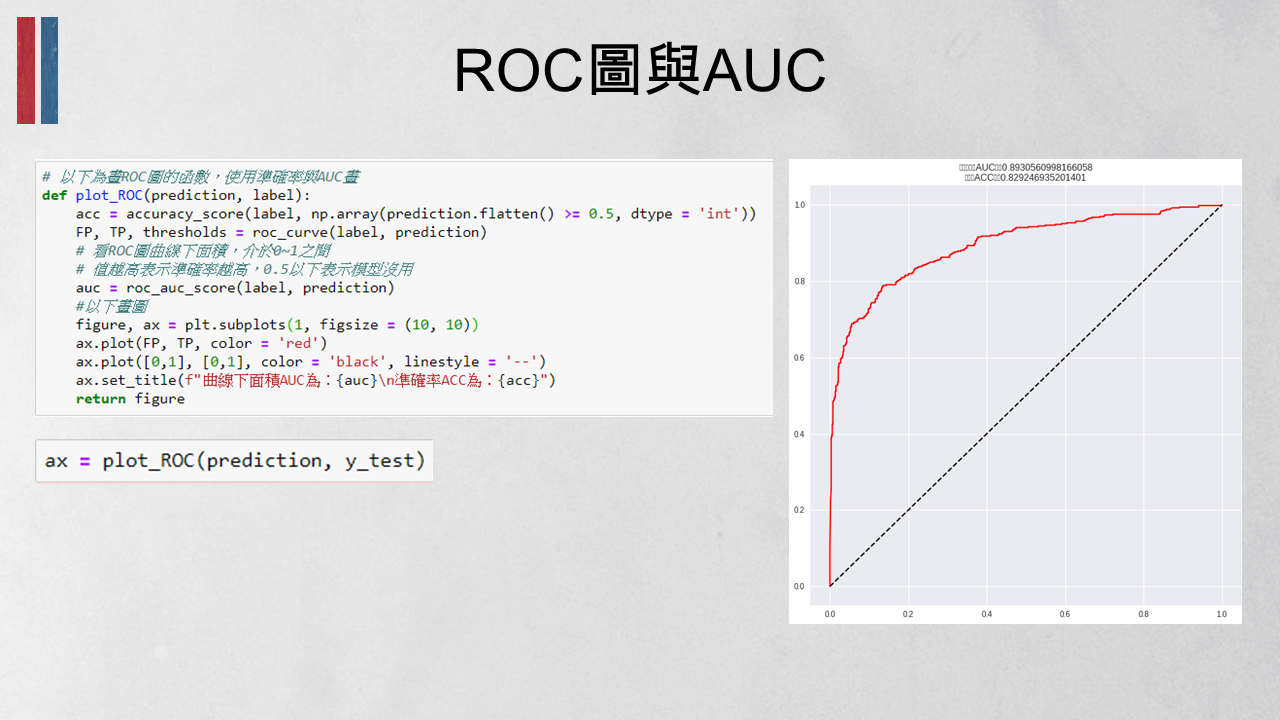 ROC圖與AUC
# 以下為畫ROC圖的函數，使用準確率與AUC畫
def plot_ROC(prediction, label):
acc = accuracy_score(label, np.array(prediction.flatten() >= 0.5, dtype = 'int'))
FP, TP, thresholds = roc_curve(label, prediction)
# 看ROC圖曲線下面積，介於0~1之間
# 值越高表示準確率越高，0.5以下表示模型沒用
auc = roc_auc_score(label, prediction)
#以下畫圖
figure, ax = plt.subplots(1, figsize = (10, 10))
ax.plot(FP, TP, color = 'red')
ax.plot([0,1], [0,1], color = 'black', linestyle = '--')
ax.set_title(f"曲線下面積AUC為：{auc}\n準確率ACC為：{acc}")
return figure
ax = plot_ROC(prediction, y_test)
AUC 0.8930560998166058
ACC 0.829246935201401
1.0
0.8
0.6
0.4
0.2
0.0
0.0 0.2 0.4 0.6 0.8 1.0